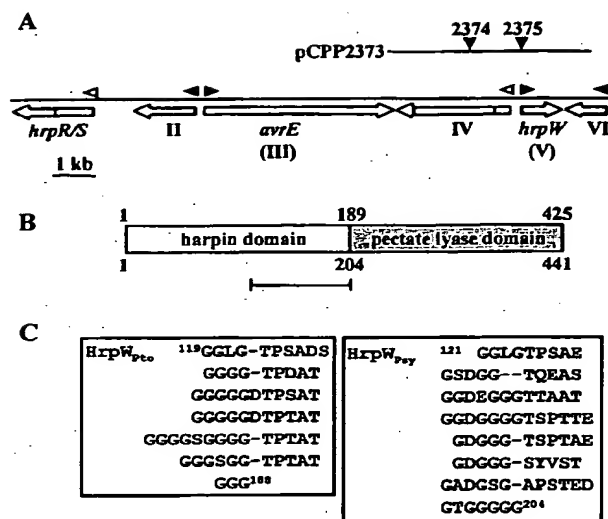 A
2374 2375
pCPP2373
hrpR/S II avrE IV hrpW VI
(III) (V)
1 kb
B
1 189 425
harpin domain pectate lyase domain
1 204 441
C
HrpWPto 119GGLG-TPSADS
GGGG-TPDAT
GGGGGDTPSAT
GGGGGDTPTAT
GGGGSGGGG-TPTAT
GGGSGG-TPTAT
GGG188
HrpWPsy 121 GGLGTPSAE
GSDGG--TQEAS
GGDEGGGTTAAT
GGDGGGGTSPTTE
GDGGG-TSPTAE
GDGGG-SYVST
GADGSG-APSTED
GTGGGGG204